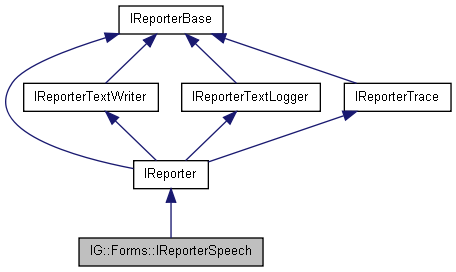 IReporterBase
IReporterTextWriter
IReporterTextLogger
IReporterTrace
IReporter
IG::Forms::IReporterSpeech